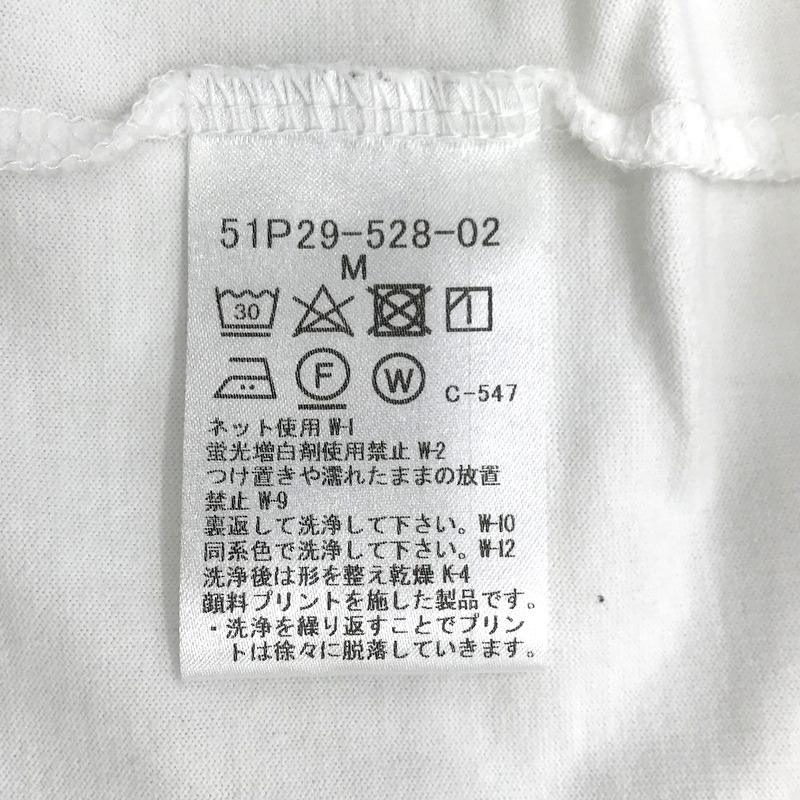 51P29-528-02
M
30
F W C-547
ネット使用 W-1
蛍光増白剤使用禁止 W-2
つけ置きや濡れたままの放置
禁止 W-9
裏返して洗浄して下さい。W-10
同系色で洗浄して下さい。W-12
洗浄後は形を整え乾燥 K-4
顔料プリントを施した製品です。
・洗浄を繰り返すことでプリン
トは徐々に脱落していきます。